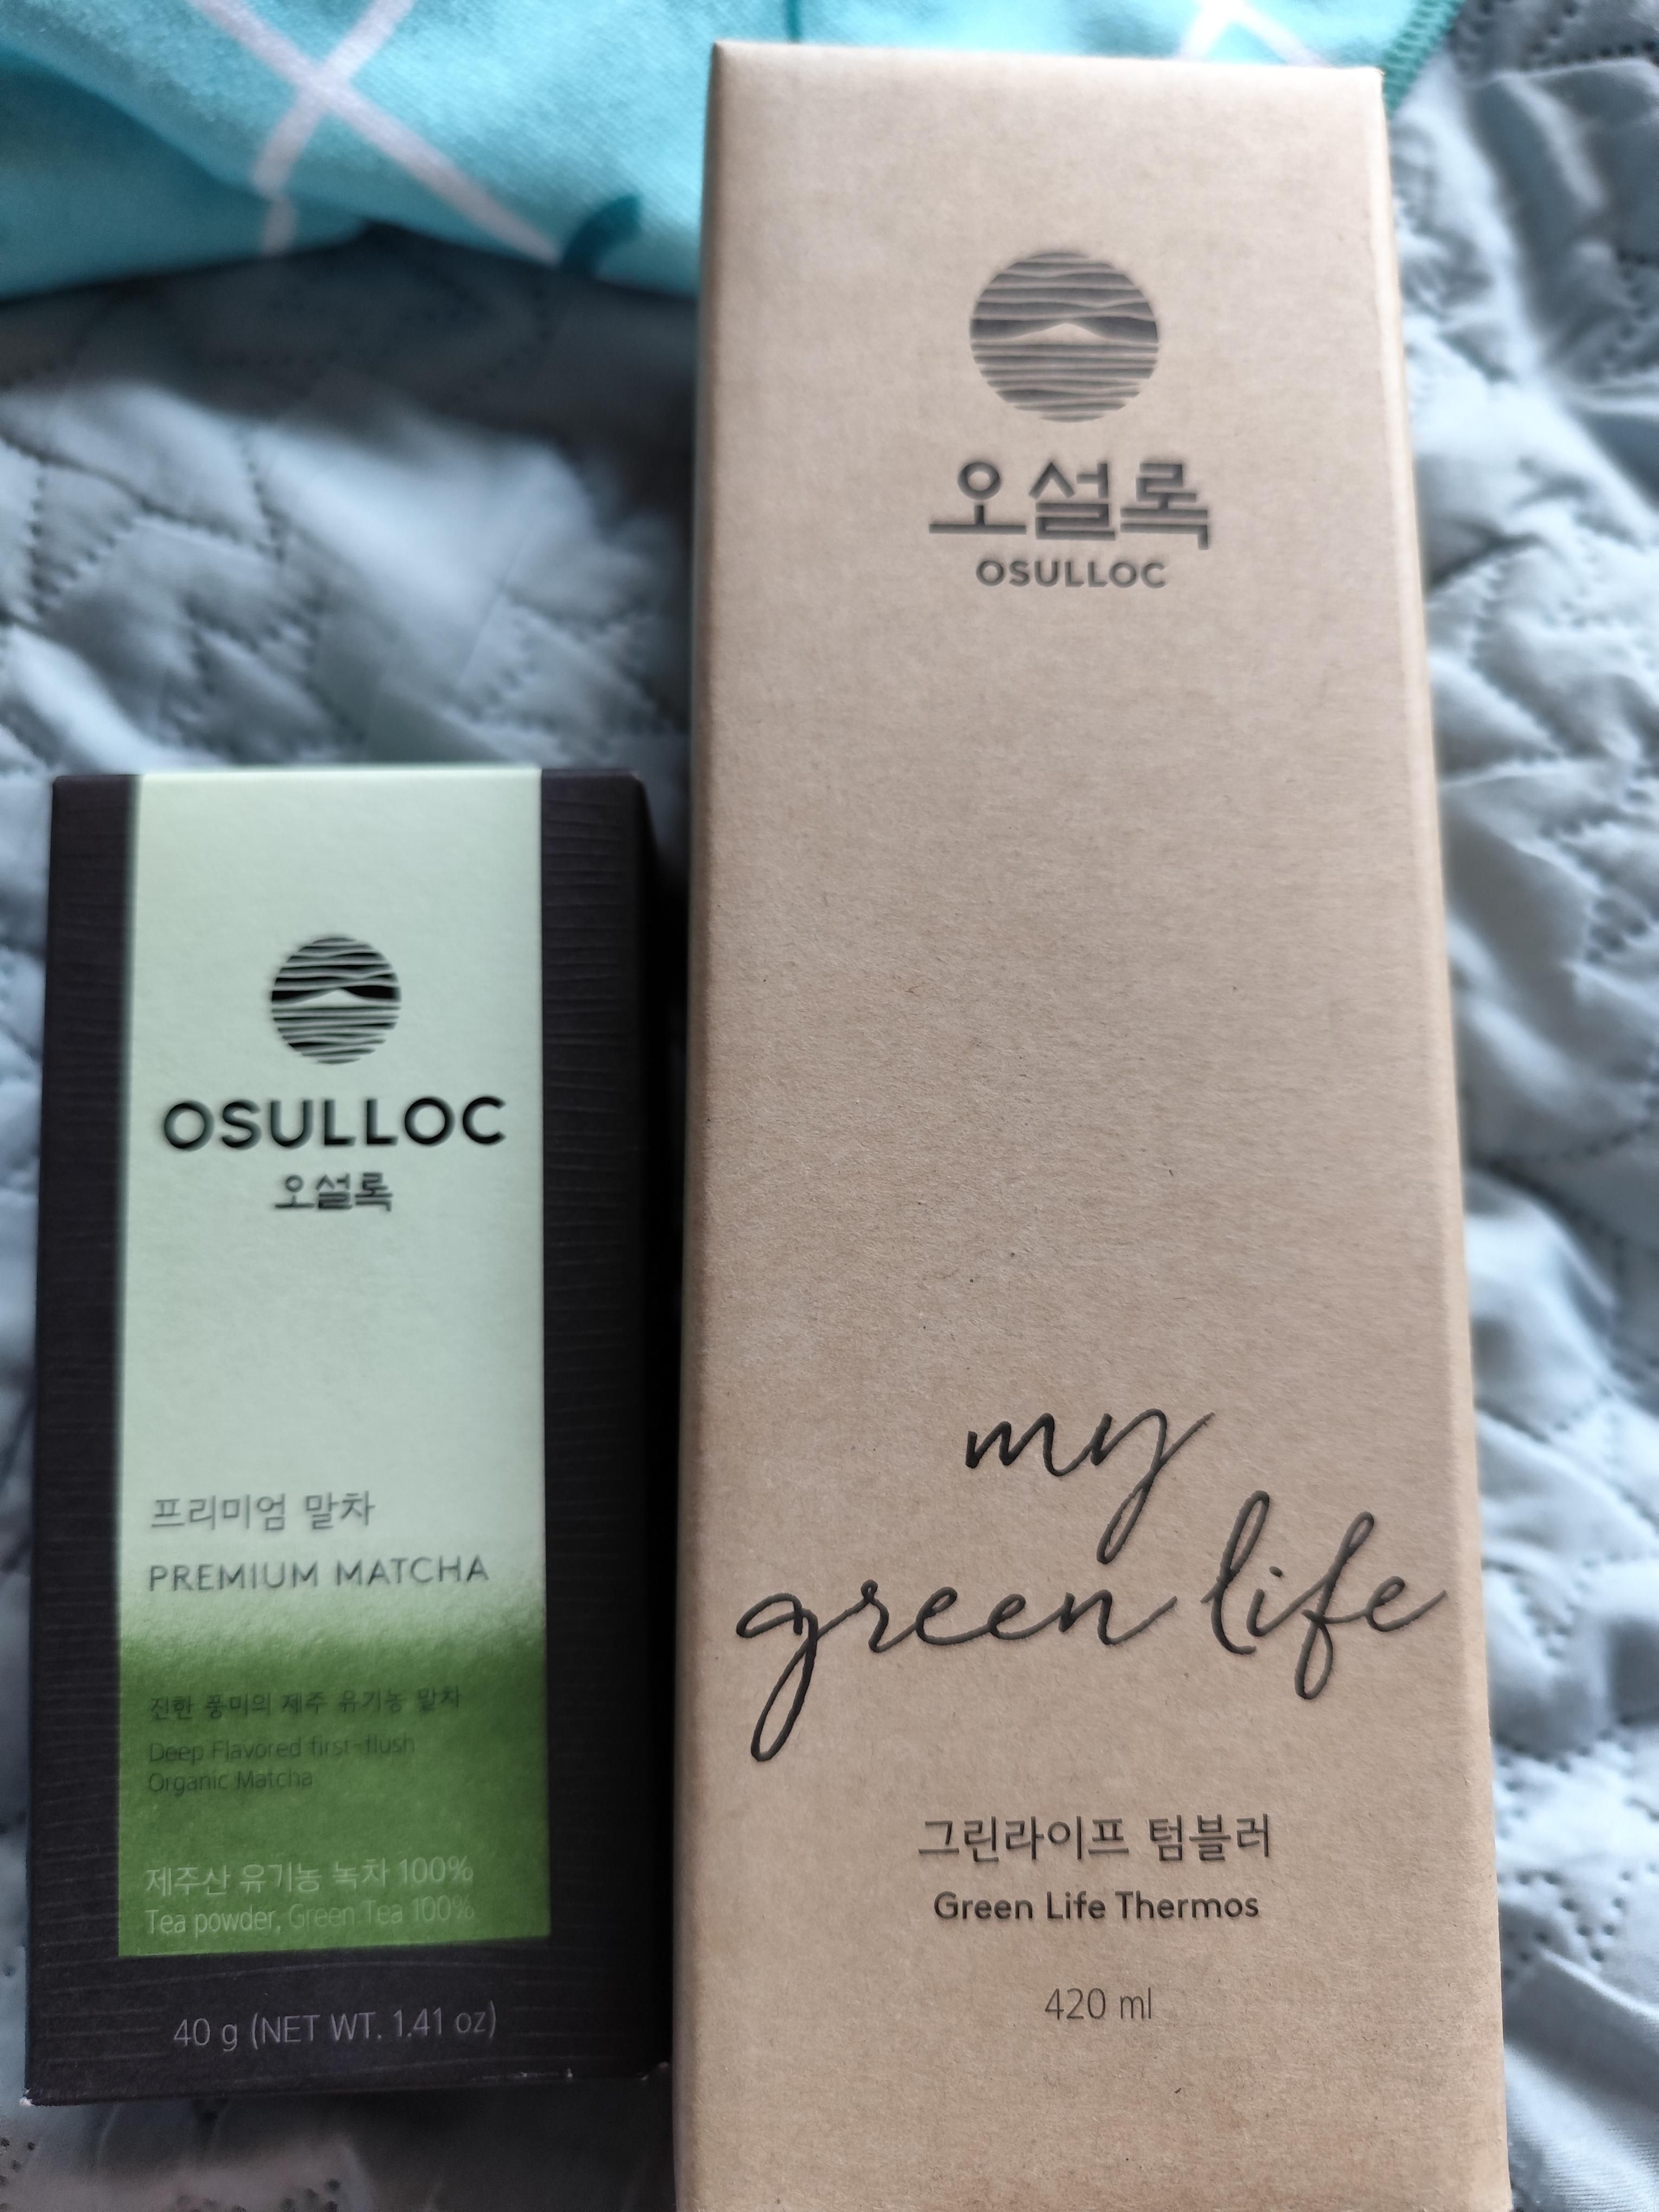 OSULLOC
오설록
프리미엄 말차
PREMIUM MATCHA
진한 풍미의 제주 유기농 말차
Deep Flavored first-flush
Organic Matcha
제주산 유기농 녹차 100%
Tea powder, Green Tea 100%
40 g (NET WT. 1.41 oz)
오설록
OSULLOC
my
green life
그린라이프 텀블러
Green Life Thermos
420 ml